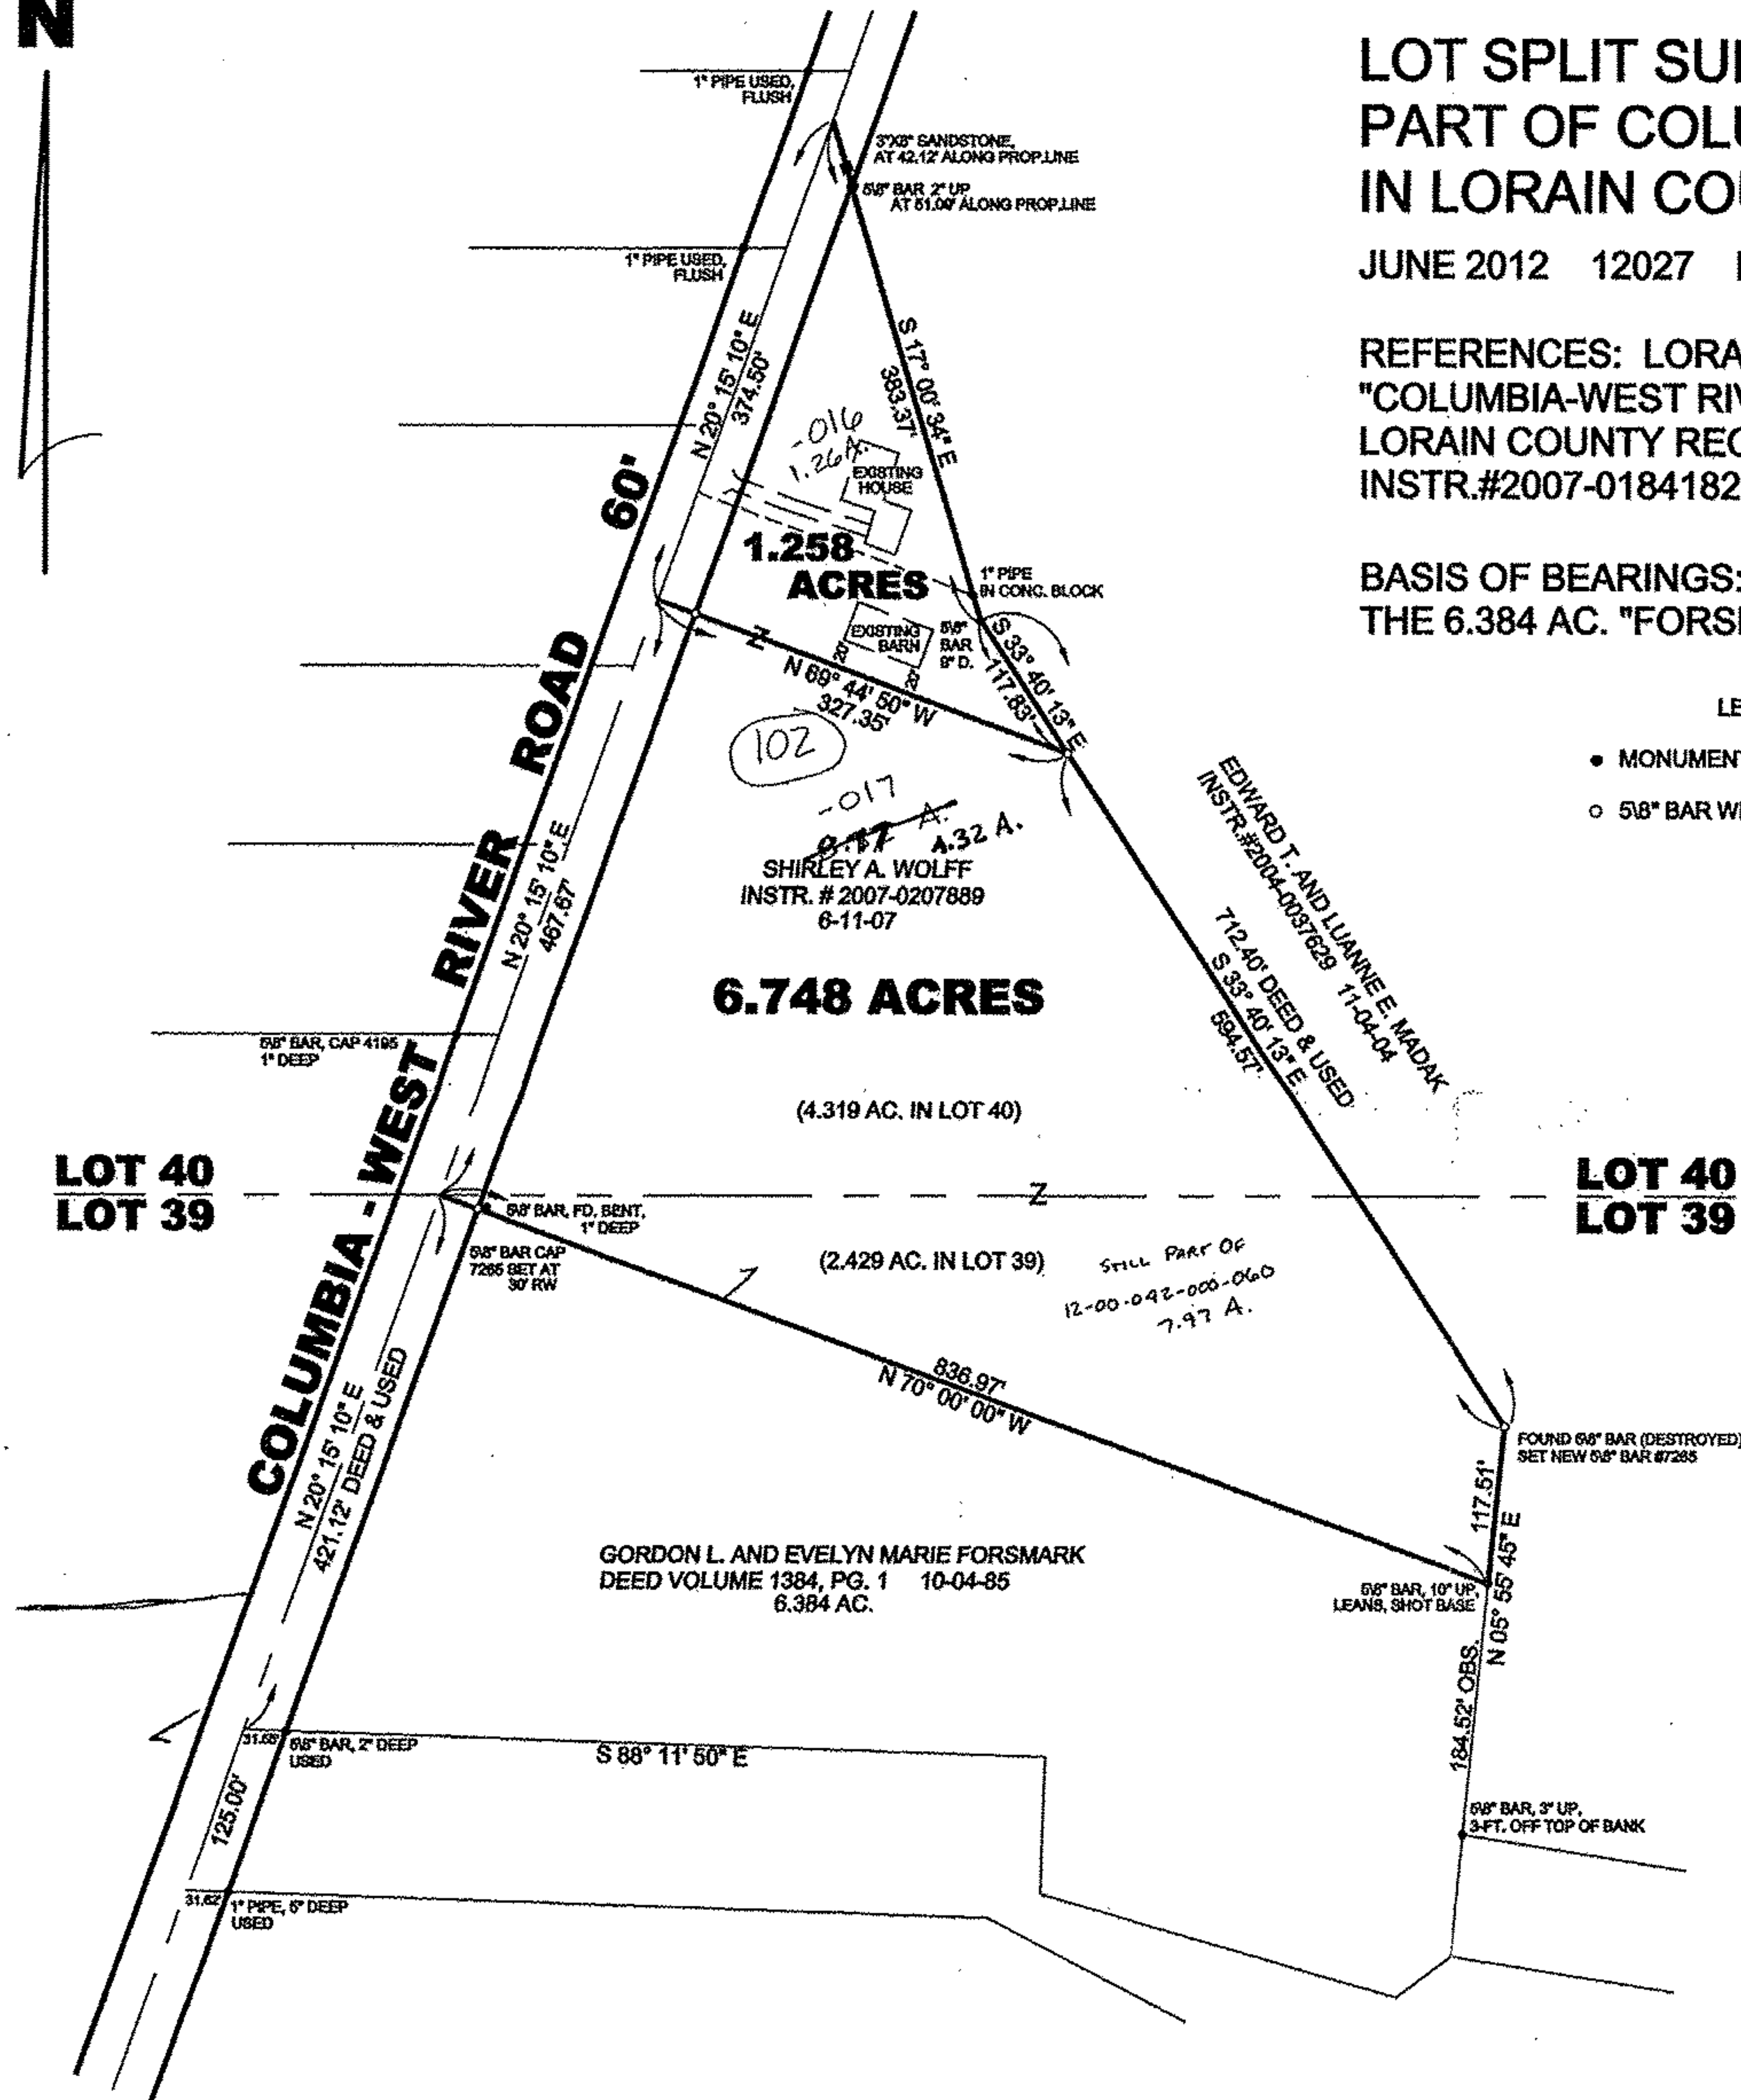 N
LOT SPLIT SU
PART OF COLU
IN LORAIN COU
JUNE 2012 12027
REFERENCES: LORA
"COLUMBIA-WEST RIV
LORAIN COUNTY REC
INSTR.#2007-0184182
BASIS OF BEARINGS:
THE 6.384 AC. "FORS
LE
● MONUMENT
○ 5\8" BAR W
1" PIPE USED,
FLUSH
3"X8" SANDSTONE,
AT 42.12' ALONG PROP.LINE
5\8" BAR 2" UP
AT 51.00' ALONG PROP.LINE
1" PIPE USED,
FLUSH
N 20° 15' 10" E
374.50'
S 17° 00' 34" E
383.37'
-016
1.26 A.
EXISTING
HOUSE
60'
1.258
ACRES
1" PIPE
IN CONC. BLOCK
EXISTING
BARN
5\8"
BAR
9" D.
20'
20'
S 33° 40' 13" E
117.83'
Z
N 69° 44' 50" W
327.35'
102
-017
A.
4.32 A.
SHIRLEY A. WOLFF
INSTR. # 2007-0207889
6-11-07
EDWARD T. AND LUANNE E. MADAK
INSTR.#2004-0037629 11-04-04
N 20° 15' 10" E
467.67'
6.748 ACRES
712.40' DEED & USED
S 33° 40' 13" E
594.57'
COLUMBIA - WEST RIVER ROAD
5\8" BAR, CAP 4195
1" DEEP
(4.319 AC. IN LOT 40)
LOT 40
LOT 39
Z
LOT 40
LOT 39
5\8" BAR, FD. BENT,
1" DEEP
5\8" BAR CAP
7265 SET AT
30' RW
(2.429 AC. IN LOT 39)
STILL PART OF
12-00-042-000-060
7.97 A.
836.97'
N 70° 00' 00" W
N 20° 15' 10" E
421.12' DEED & USED
FOUND 5\8" BAR (DESTROYED)
SET NEW 5\8" BAR #7265
117.51'
N 05° 55' 45" E
GORDON L. AND EVELYN MARIE FORSMARK
DEED VOLUME 1384, PG. 1 10-04-85
6.384 AC.
5\8" BAR, 10" UP,
LEANS, SHOT BASE
184.52' OBS.
5\8" BAR, 2" DEEP
USED
S 88° 11' 50" E
125.00'
5\8" BAR, 3" UP,
3-FT. OFF TOP OF BANK
31.62'
1" PIPE, 6" DEEP
USED